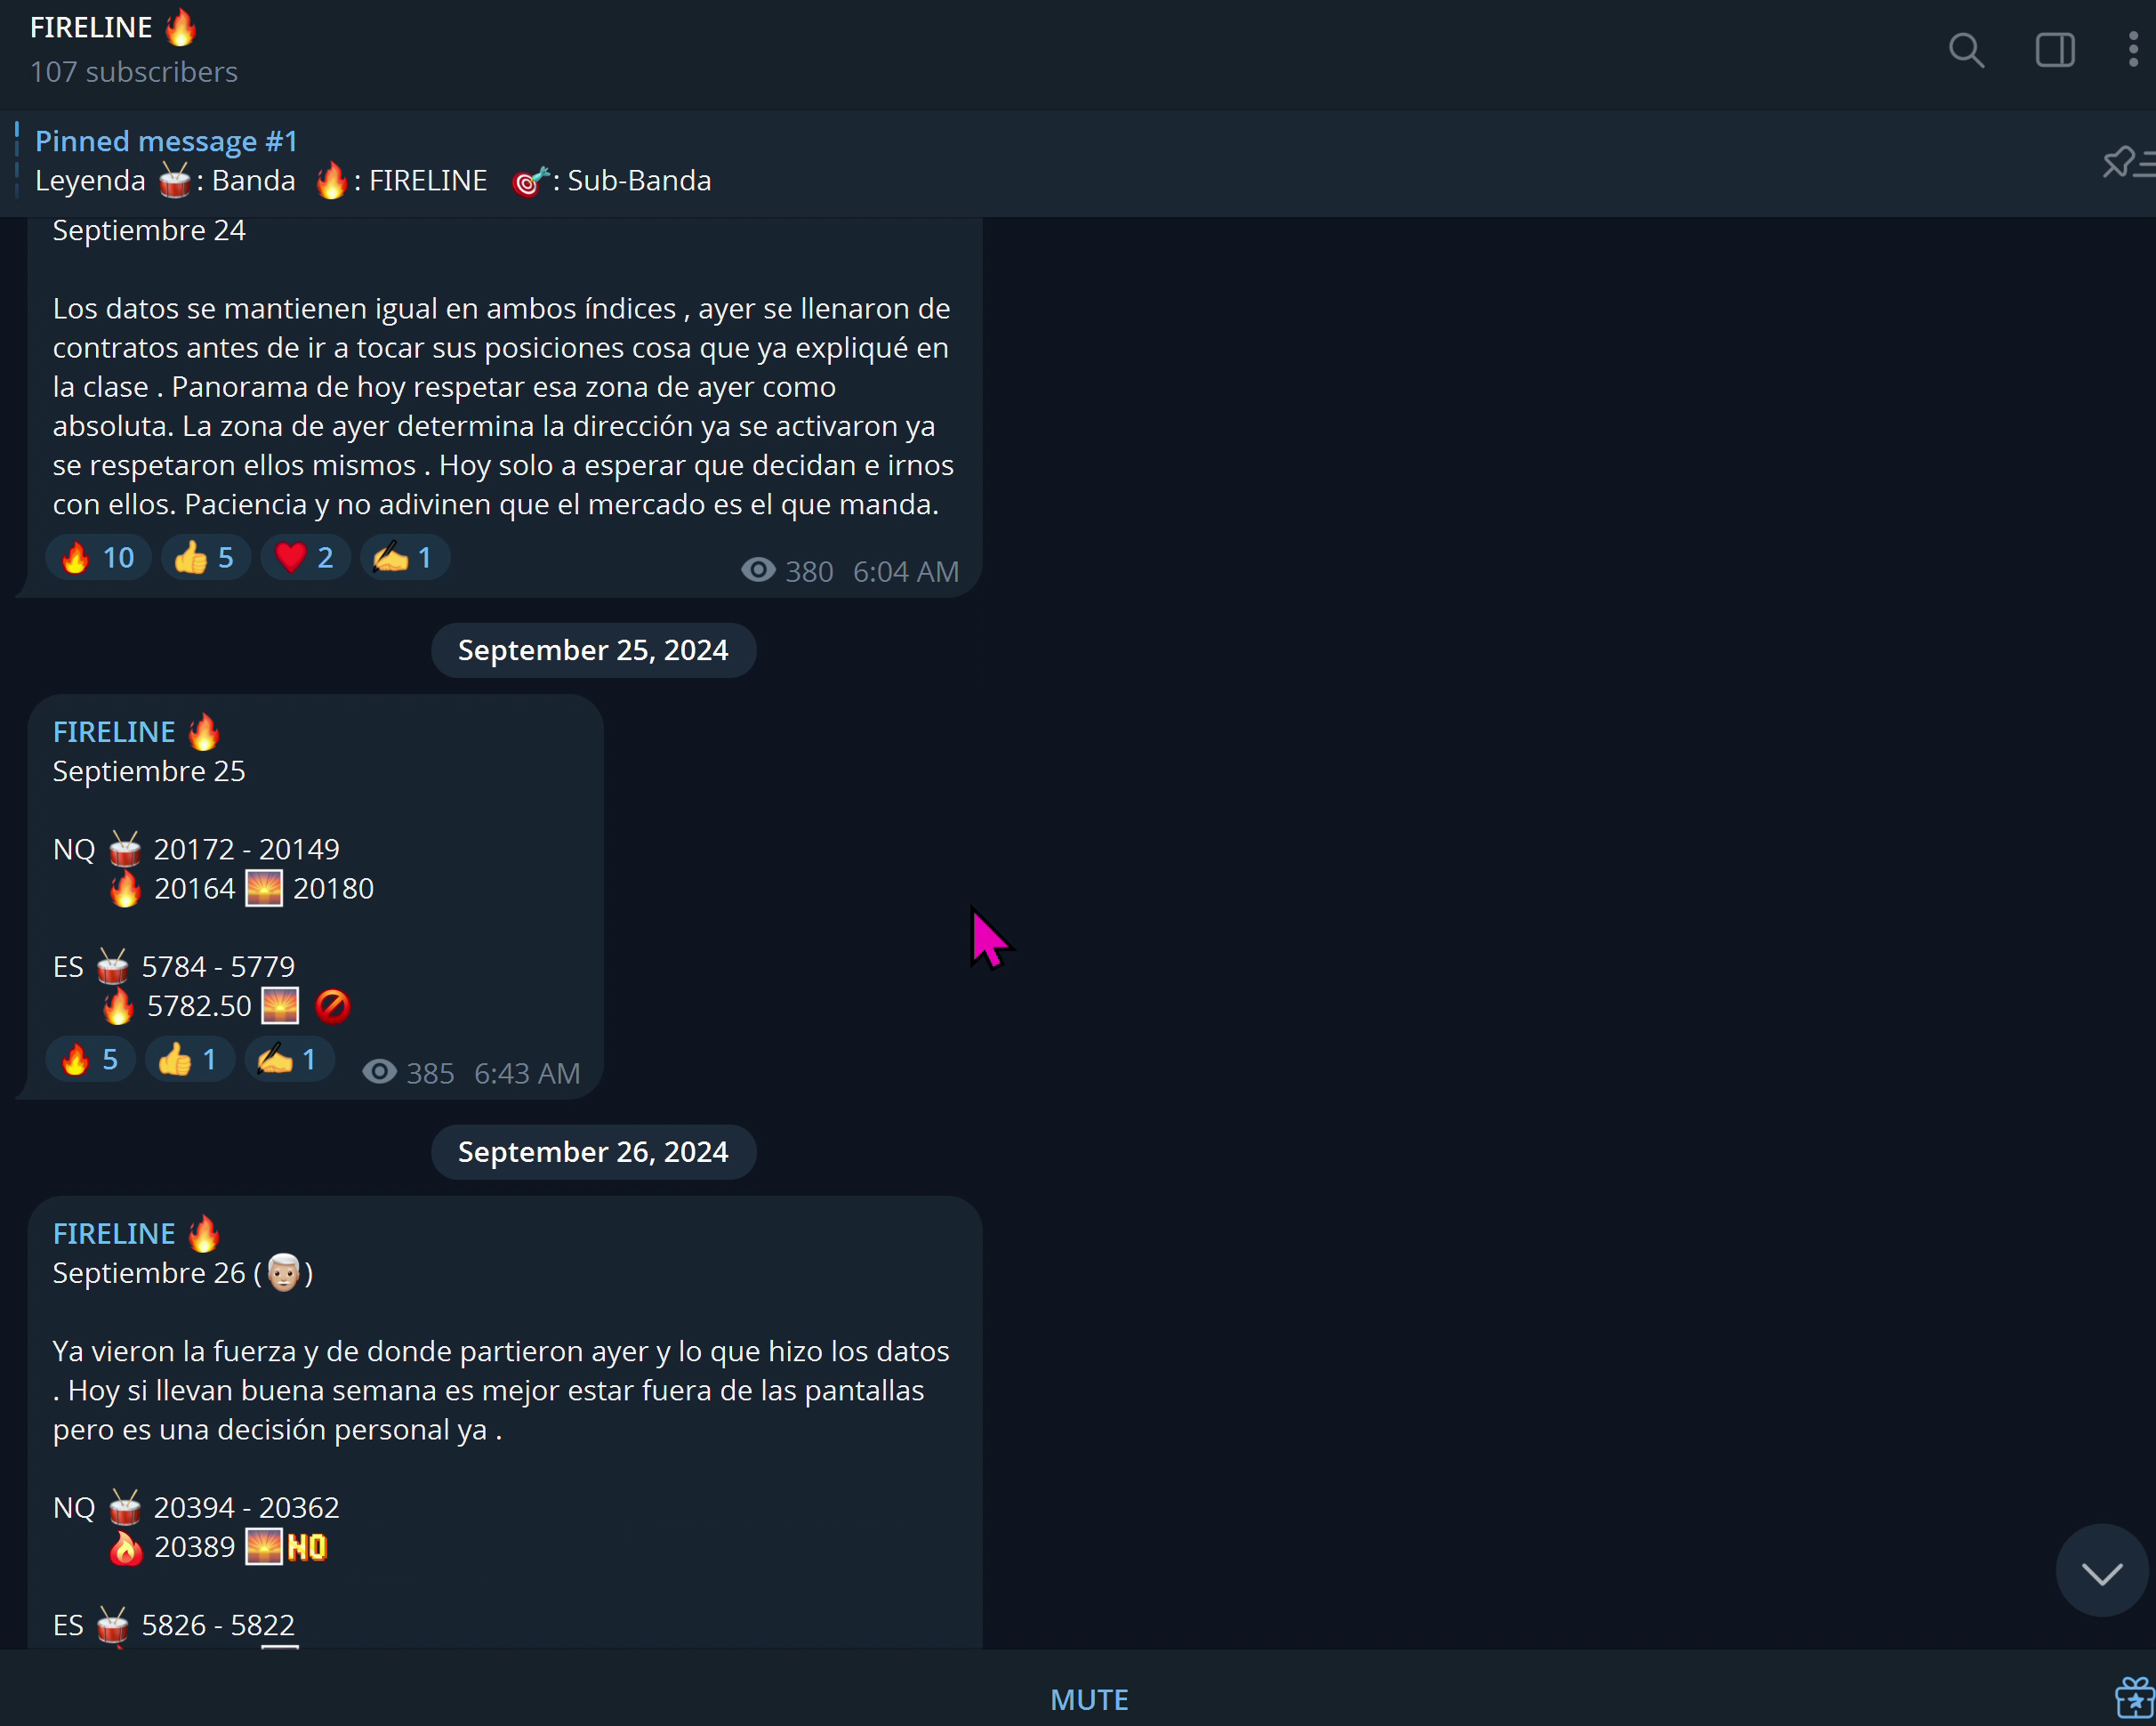 FIRELINE 🔥
107 subscribers
Pinned message #1
Leyenda 🥁: Banda 🔥: FIRELINE 🎯: Sub-Banda
Septiembre 24
Los datos se mantienen igual en ambos índices , ayer se llenaron de
contratos antes de ir a tocar sus posiciones cosa que ya expliqué en
la clase . Panorama de hoy respetar esa zona de ayer como
absoluta. La zona de ayer determina la dirección ya se activaron ya
se respetaron ellos mismos . Hoy solo a esperar que decidan e irnos
con ellos. Paciencia y no adivinen que el mercado es el que manda.
🔥 10 👍 5 ❤️ 2 ✍️ 1 380 6:04 AM
September 25, 2024
FIRELINE 🔥
Septiembre 25
NQ 🥁 20172 - 20149
🔥 20164 🌅 20180
ES 🥁 5784 - 5779
🔥 5782.50 🌅 🚫
🔥 5 👍 1 ✍️ 1 385 6:43 AM
September 26, 2024
FIRELINE 🔥
Septiembre 26 (👨🏼‍🦳)
Ya vieron la fuerza y de donde partieron ayer y lo que hizo los datos
. Hoy si llevan buena semana es mejor estar fuera de las pantallas
pero es una decisión personal ya .
NQ 🥁 20394 - 20362
🔥 20389 🌅 NO
ES 🥁 5826 - 5822
MUTE